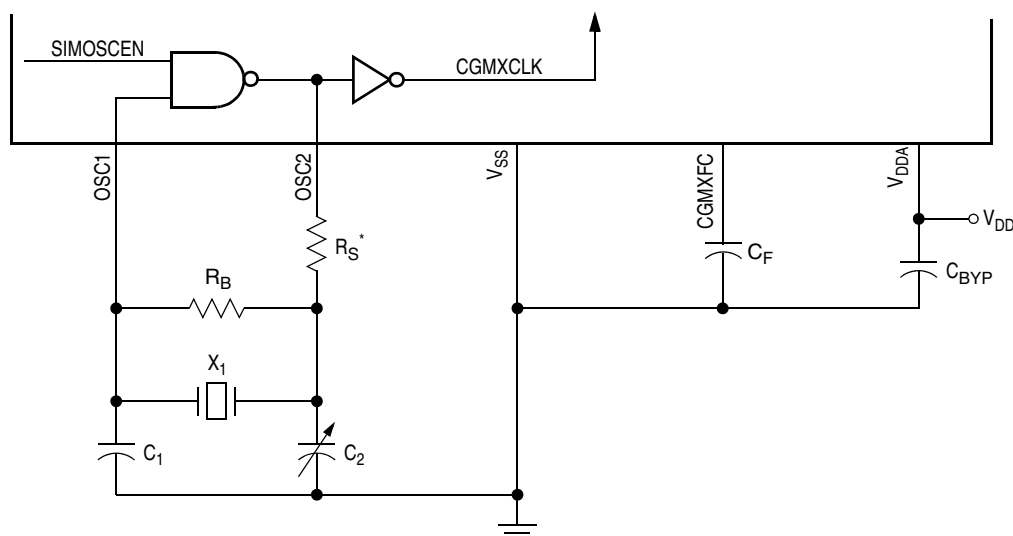 SIMOSCEN
CGMXCLK
OSC1
OSC2
VSS
CGMXFC
VDDA
RS*
CF
VDD
CBYP
RB
X1
C1
C2